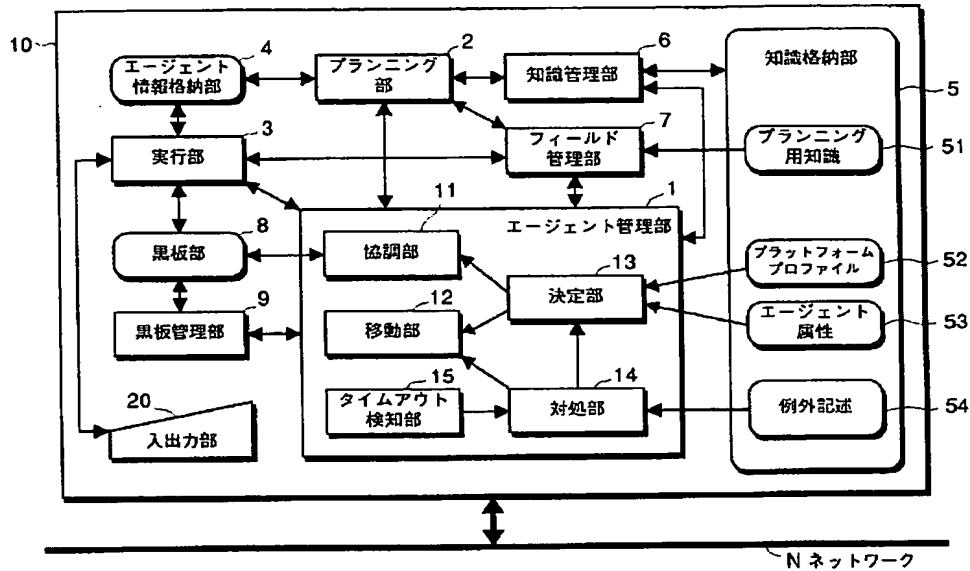 10
4
エージェント
情報格納部
2
プランニング
部
6
知識管理部
知識格納部
5
3
実行部
7
フィールド
管理部
プランニング
用知識
51
1
エージェント管理部
8
黒板部
11
協調部
13
決定部
プラットフォーム
プロファイル
52
9
黒板管理部
12
移動部
エージェント
属性
53
15
タイムアウト
検知部
14
対処部
例外記述
54
20
入出力部
N ネットワーク